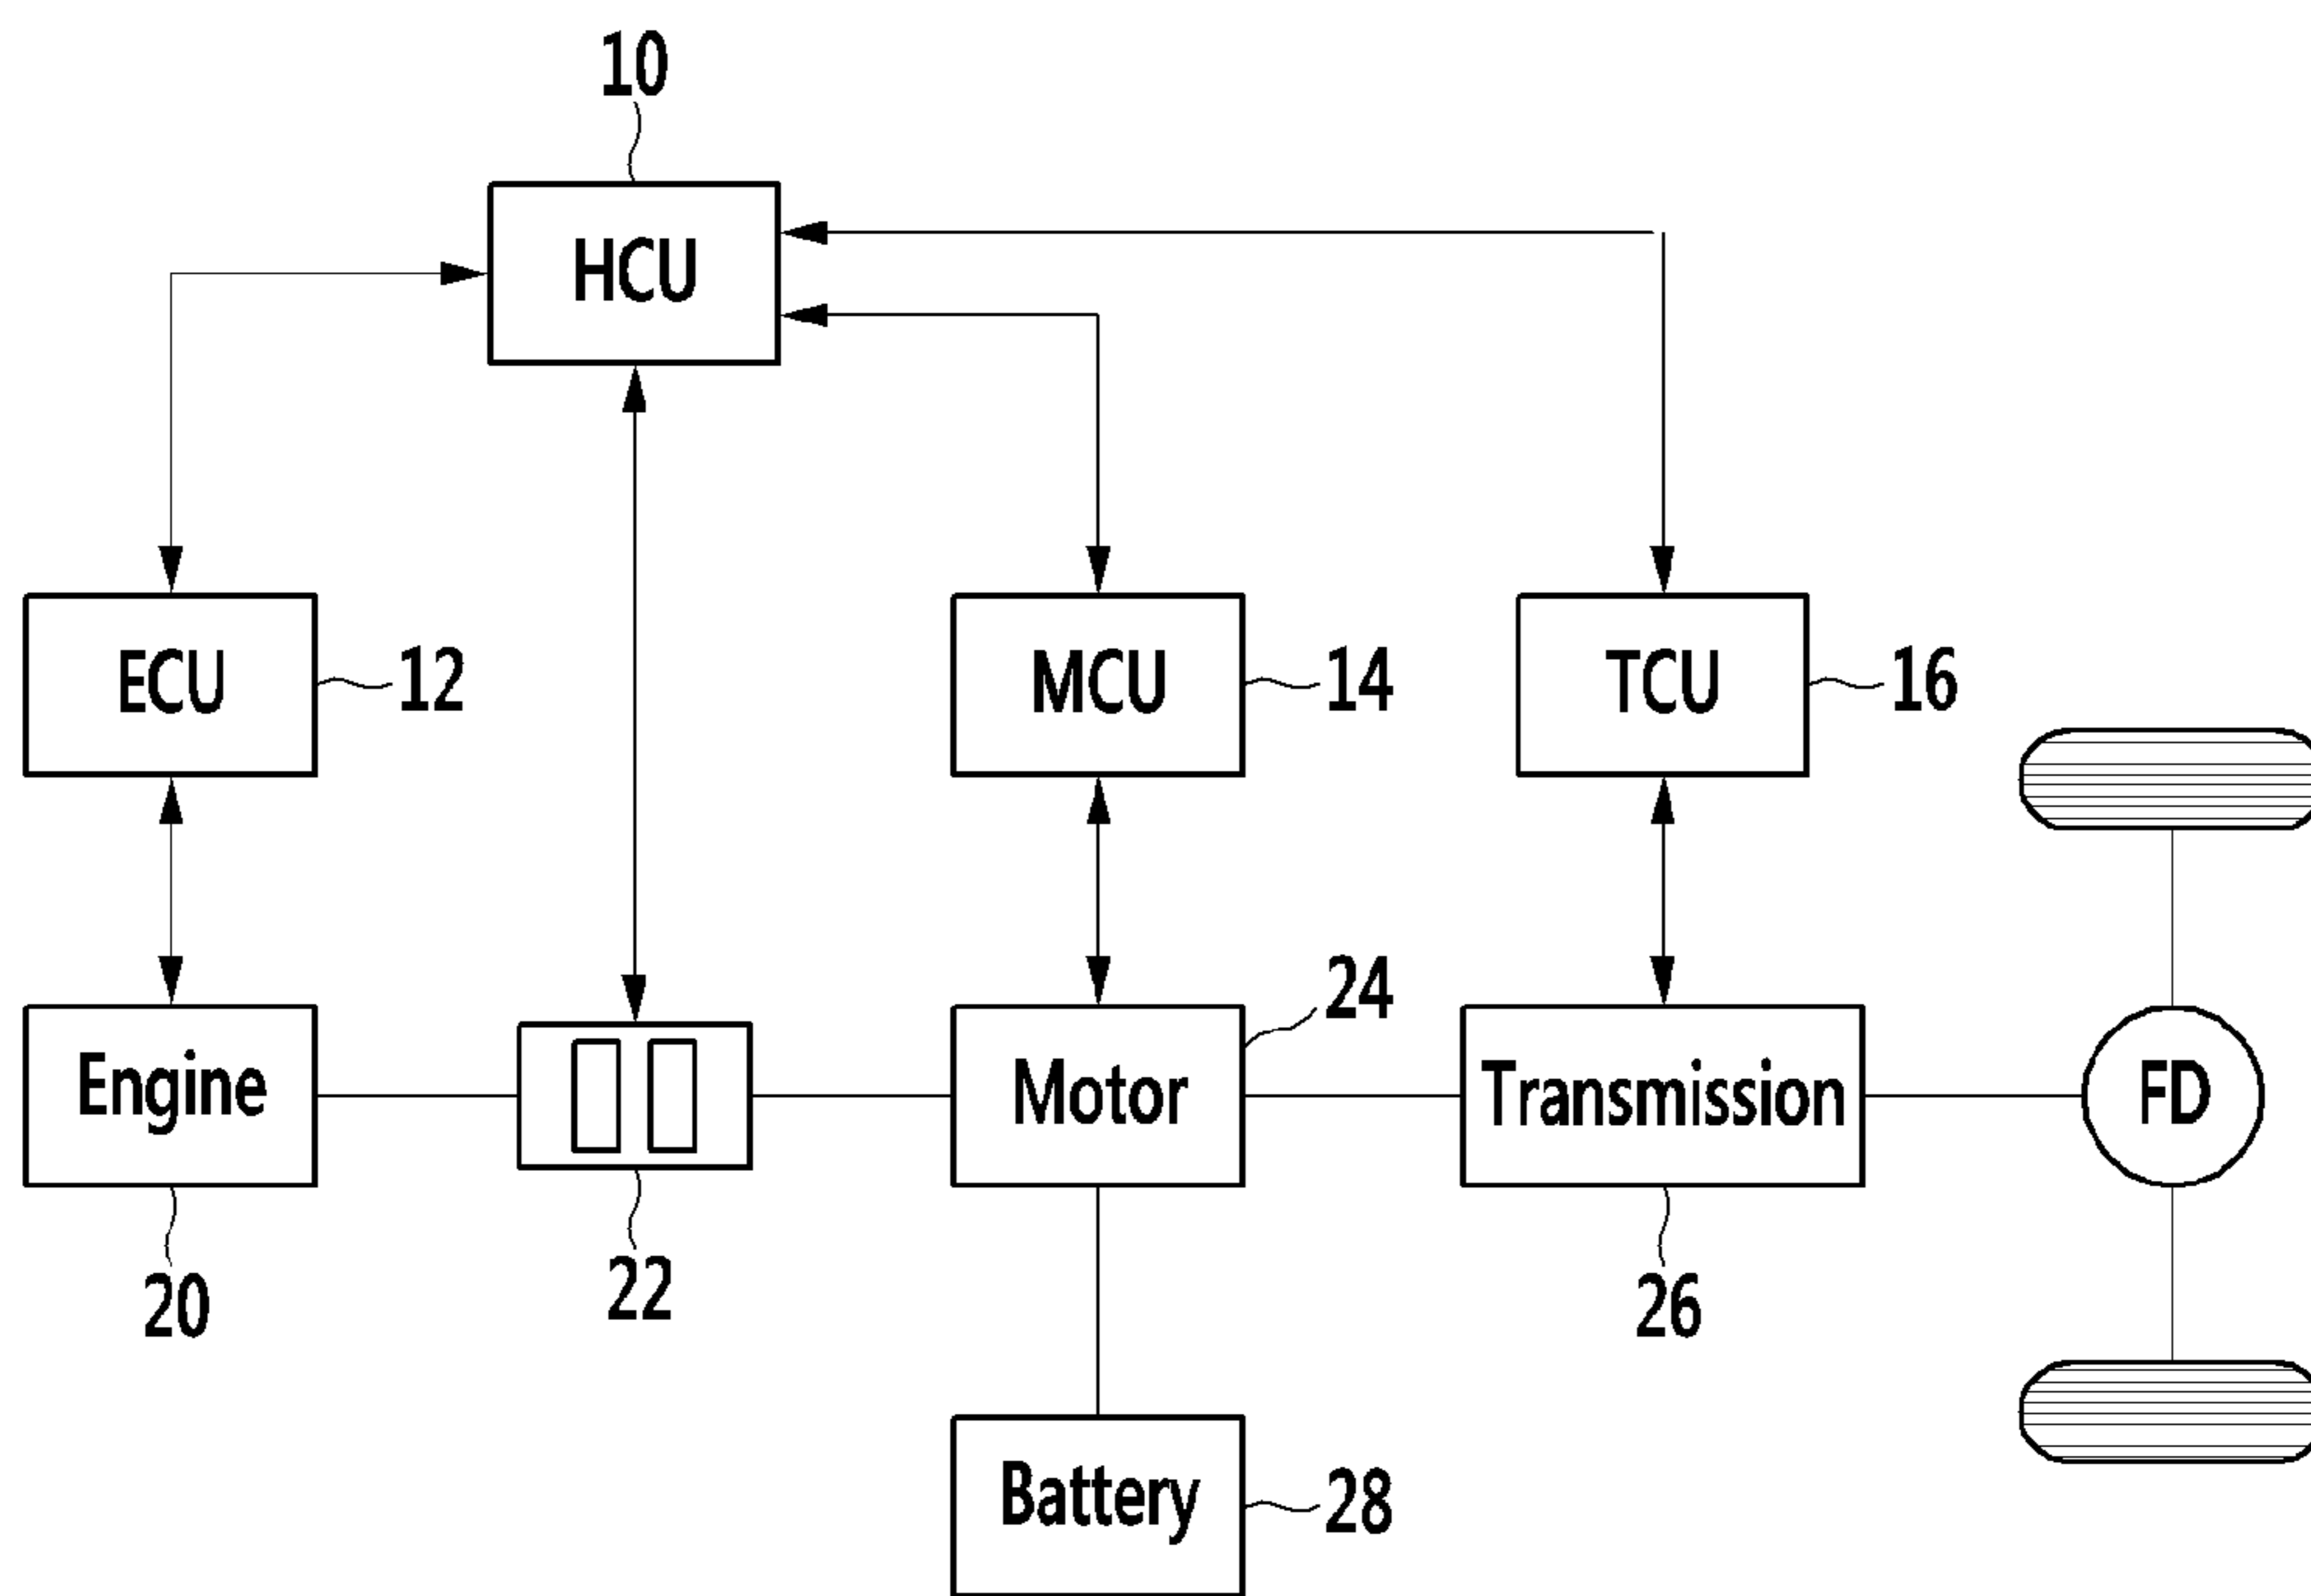 10
HCU
ECU
12
MCU
14
TCU
16
24
Engine
Motor
Transmission
FD
20
22
26
Battery
28